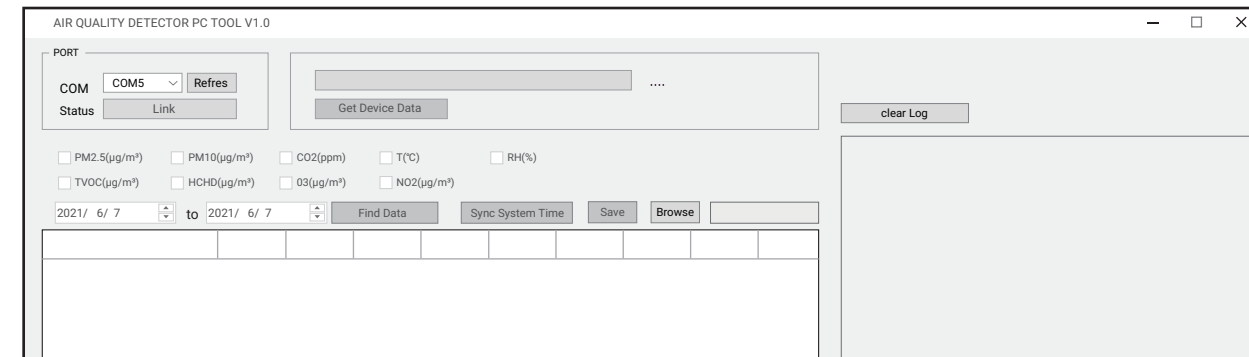 AIR QUALITY DETECTOR PC TOOL V1.0
PORT
COM COM5 Refres
Status Link
....
Get Device Data
clear Log
PM2.5(µg/m³) PM10(µg/m³) CO2(ppm) T(℃) RH(%)
TVOC(µg/m³) HCHD(µg/m³) 03(µg/m³) NO2(µg/m³)
2021/ 6/ 7 to 2021/ 6/ 7 Find Data Sync System Time Save Browse